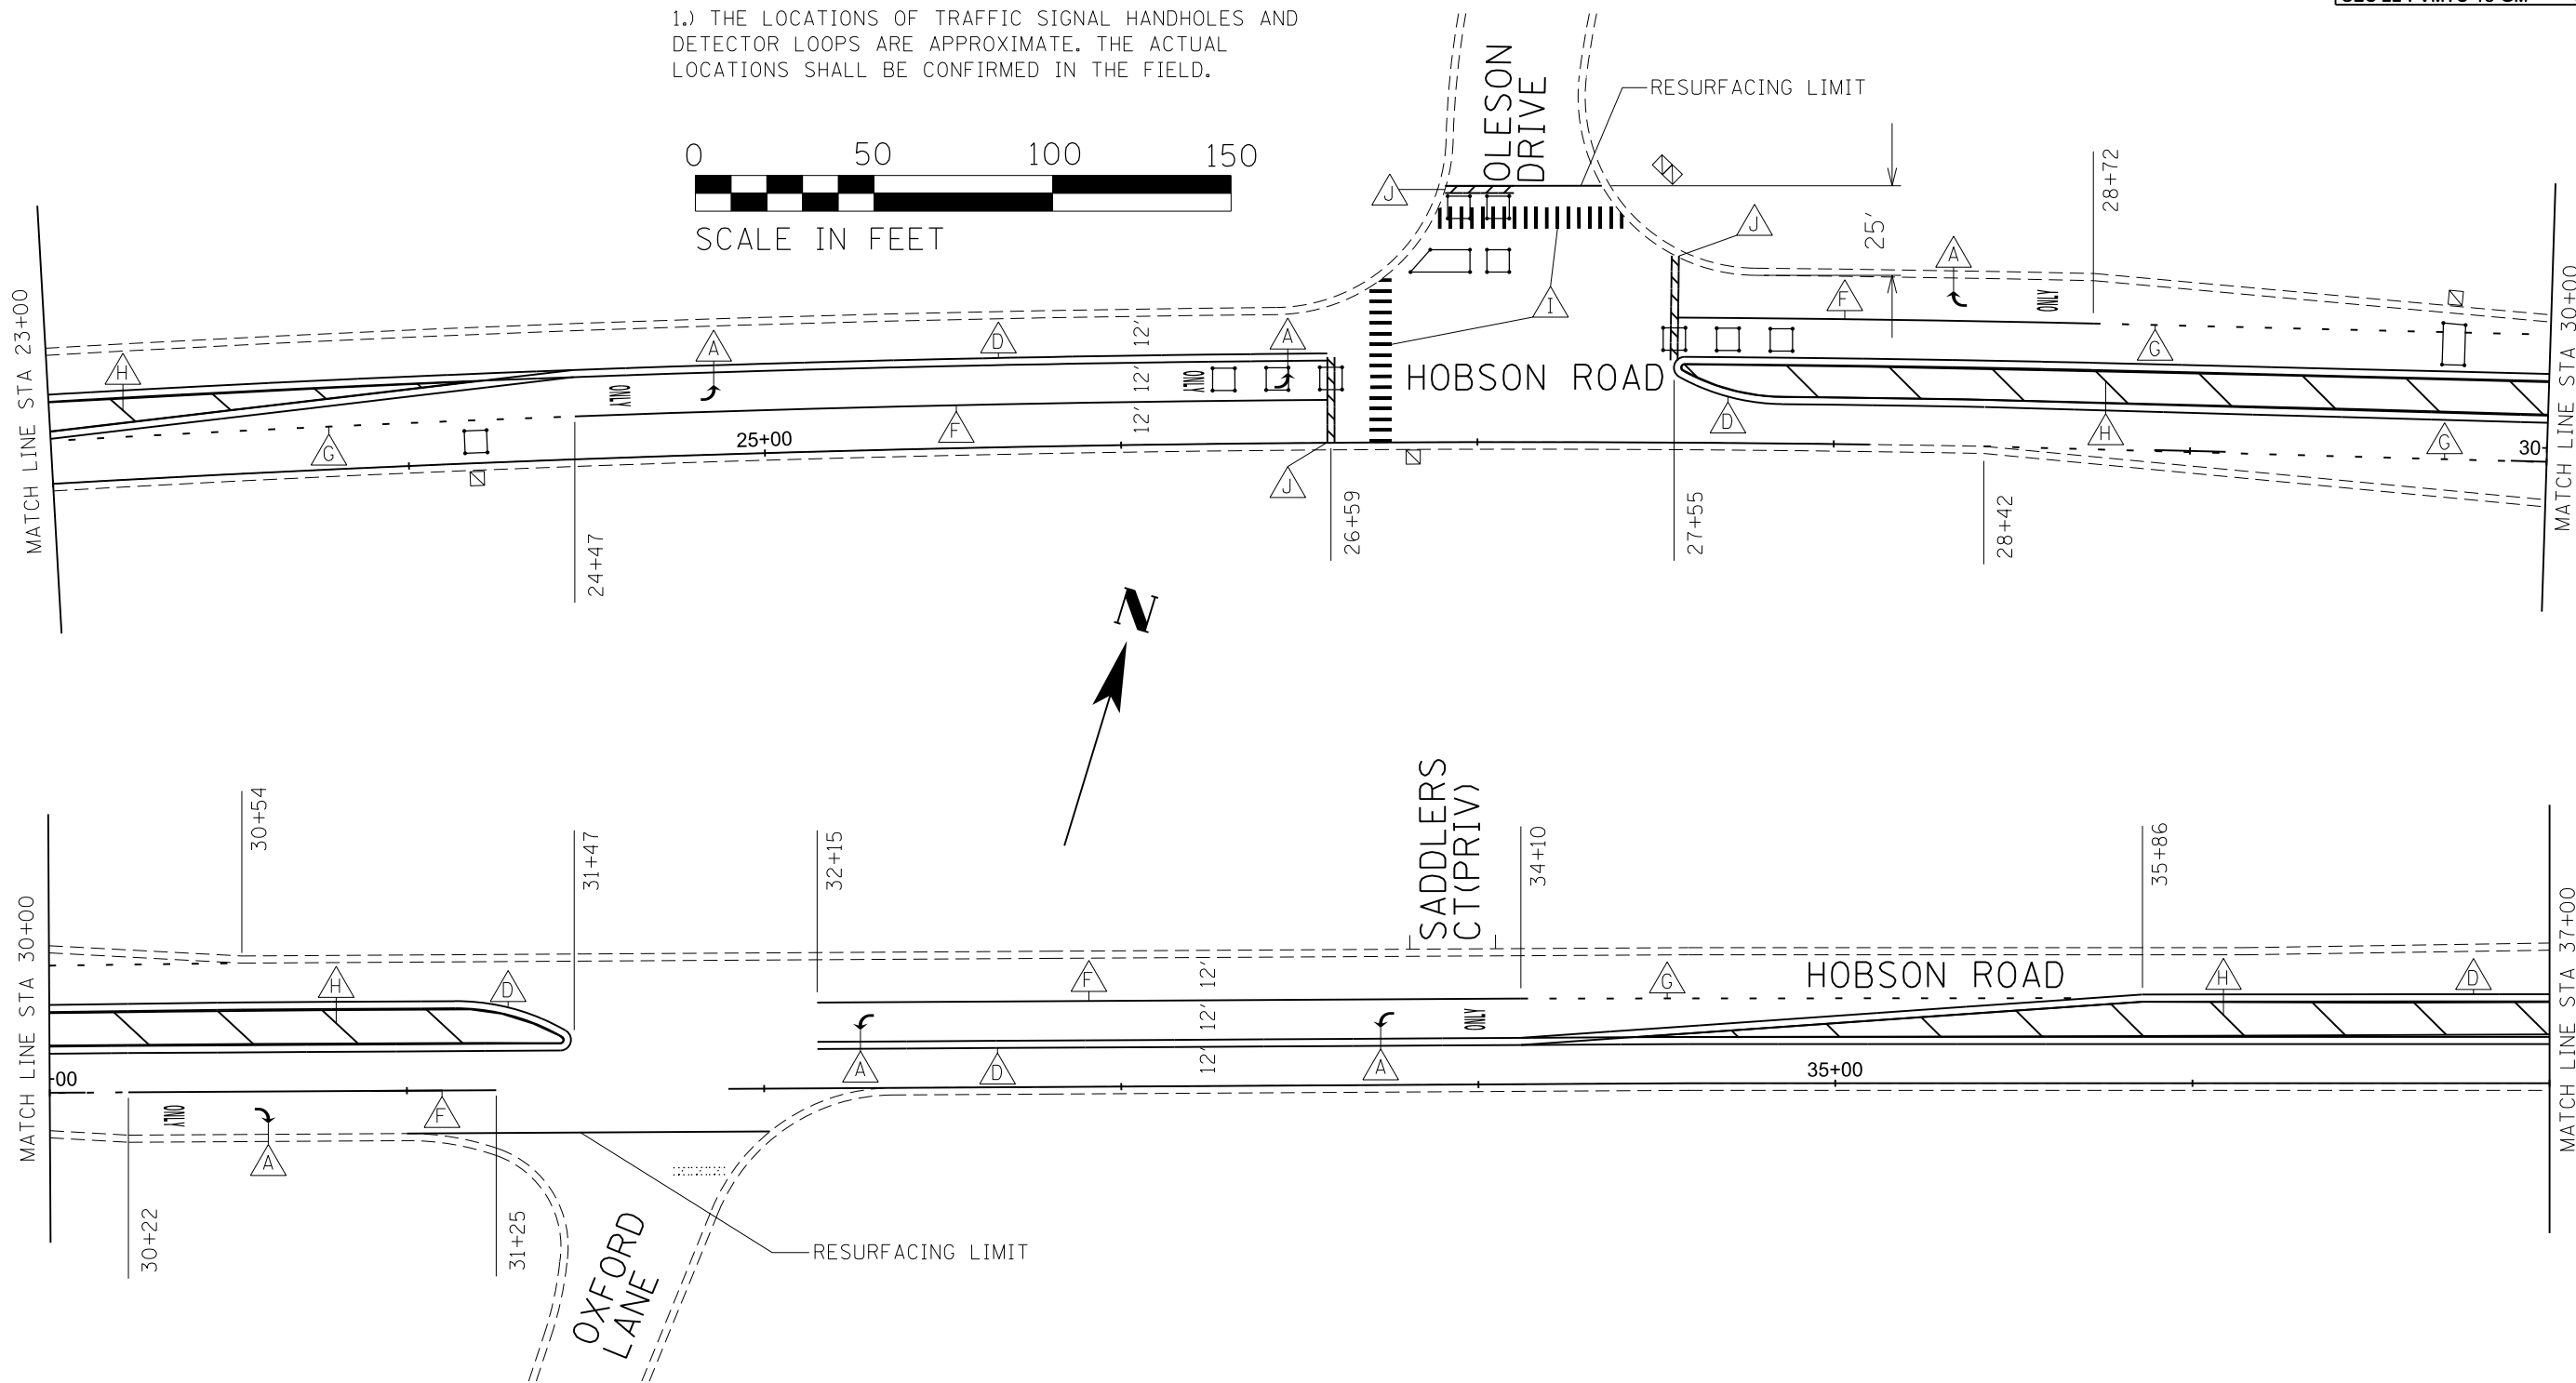 1.) THE LOCATIONS OF TRAFFIC SIGNAL HANDHOLES AND
DETECTOR LOOPS ARE APPROXIMATE. THE ACTUAL
LOCATIONS SHALL BE CONFIRMED IN THE FIELD.
0 50 100 150
SCALE IN FEET
OLESON
DRIVE
RESURFACING LIMIT
J
J
25'
28+72
A
MATCH LINE STA 23+00
H
A
D
12'
12'
12'
A
I
F
ONLY
G
MATCH LINE STA 30+00
ONLY
ONLY
HOBSON ROAD
G
25+00
F
J
D
H
G
30
24+47
26+59
27+55
28+42
N
MATCH LINE STA 30+00
30+54
31+47
32+15
SADDLERS
CT(PRIV)
34+10
35+86
MATCH LINE STA 37+00
H
D
F
12'
12'
12'
G
HOBSON ROAD
H
D
ONLY
A
D
A
00
35+00
ONLY
F
A
30+22
31+25
RESURFACING LIMIT
OXFORD
LANE